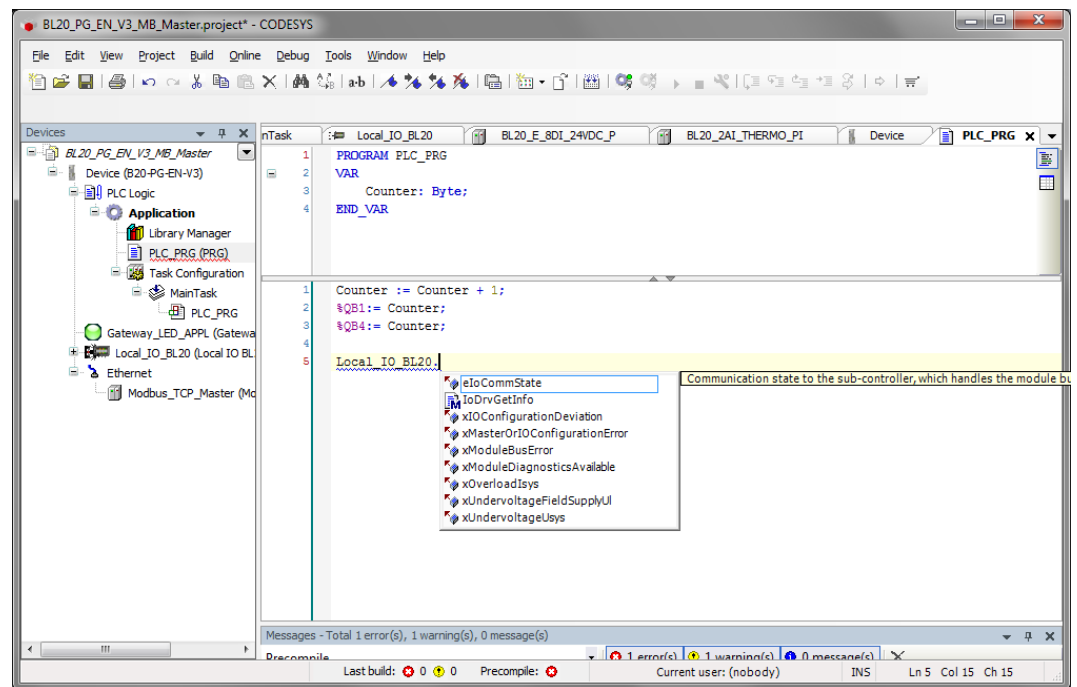 BL20_PG_EN_V3_MB_Master.project* - CODESYS
File Edit View Project Build Online Debug Tools Window Help
Devices
nTask Local_IO_BL20 BL20_E_8DI_24VDC_P BL20_2AI_THERMO_PI Device PLC_PRG
BL20_PG_EN_V3_MB_Master
Device (B20-PG-EN-V3)
PLC Logic
Application
Library Manager
PLC_PRG (PRG)
Task Configuration
MainTask
PLC_PRG
Gateway_LED_APPL (Gatewa
Local_IO_BL20 (Local IO BL
Ethernet
Modbus_TCP_Master (Mo
1 PROGRAM PLC_PRG
2 VAR
3 Counter: Byte;
4 END_VAR
1 Counter := Counter + 1;
2 %QB1:= Counter;
3 %QB4:= Counter;
4
5 Local_IO_BL20.
eIoCommState
IoDrvGetInfo
xIOConfigurationDeviation
xMasterOrIOConfigurationError
xModuleBusError
xModuleDiagnosticsAvailable
xOverloadIsys
xUndervoltageFieldSupplyUl
xUndervoltageUsys
Communication state to the sub-controller, which handles the module bu
Messages - Total 1 error(s), 1 warning(s), 0 message(s)
Precompile 1 error(s) 1 warning(s) 0 message(s)
Last build: 0 0 Precompile: Current user: (nobody) INS Ln 5 Col 15 Ch 15